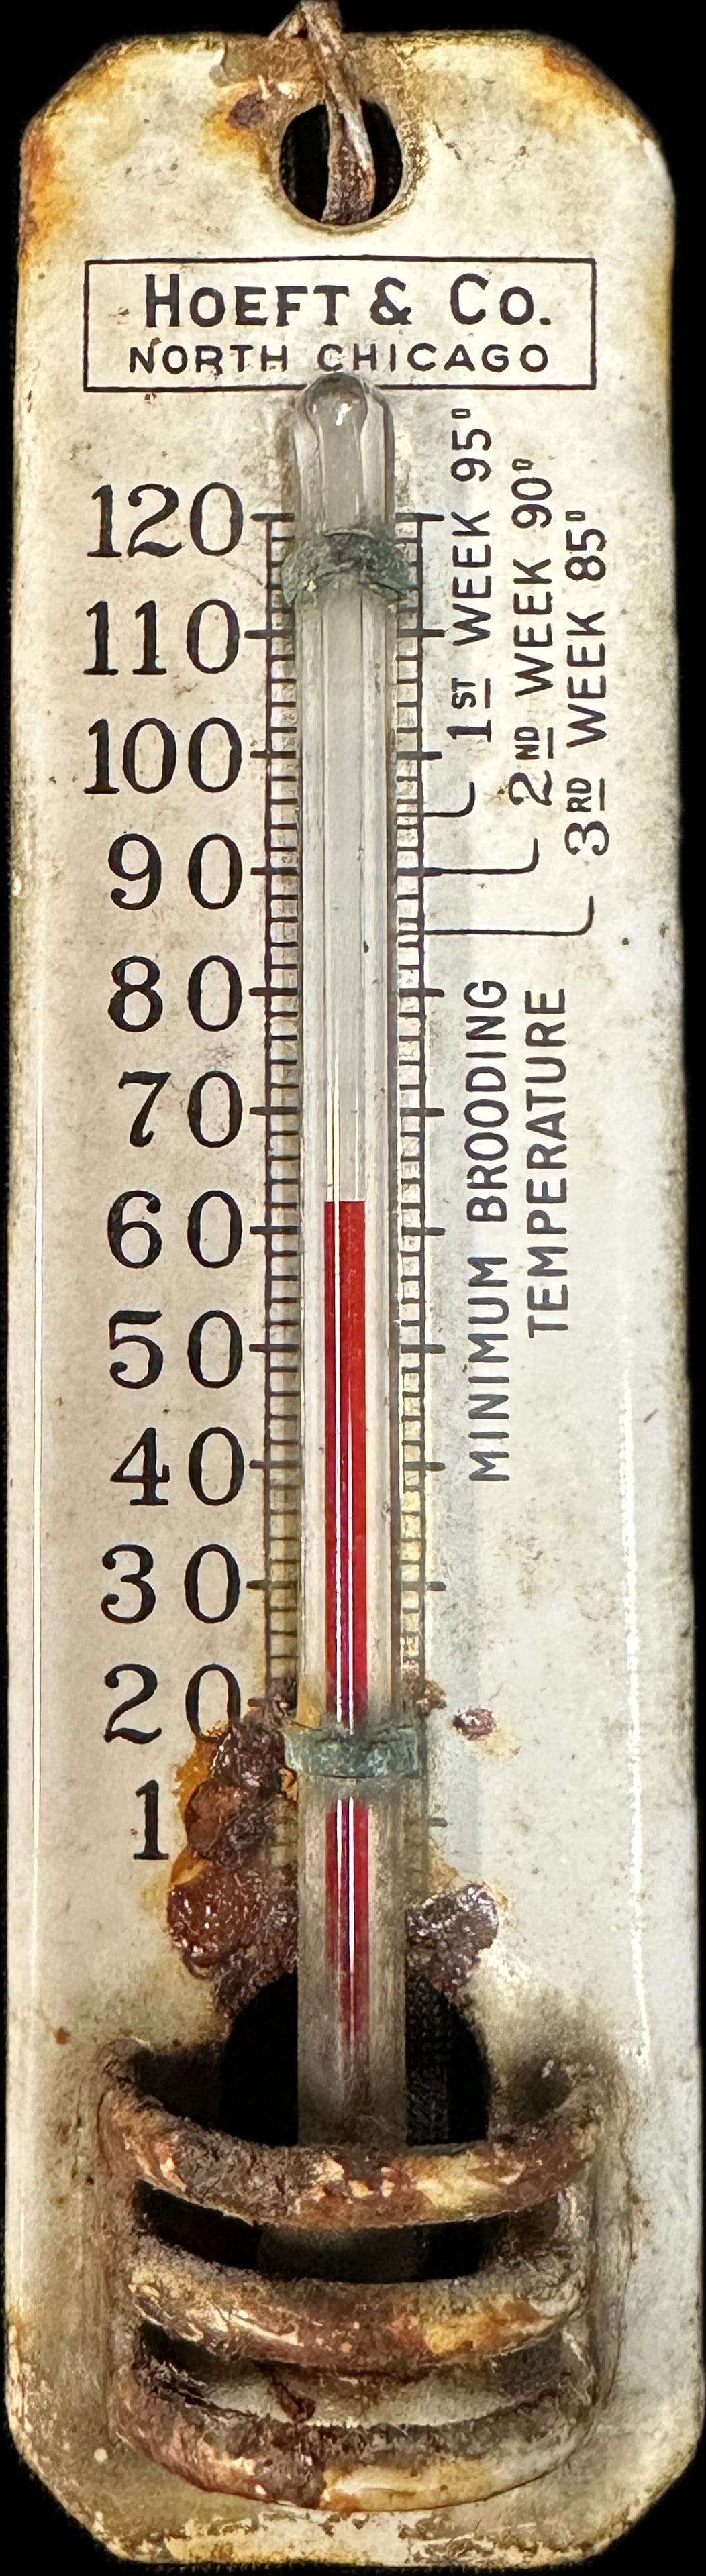 HOEFT & CO.
NORTH CHICAGO
120
110
100
90
80
70
60
50
40
30
20
1
1ST WEEK 95°
2ND WEEK 90°
3RD WEEK 85°
MINIMUM BROODING
TEMPERATURE